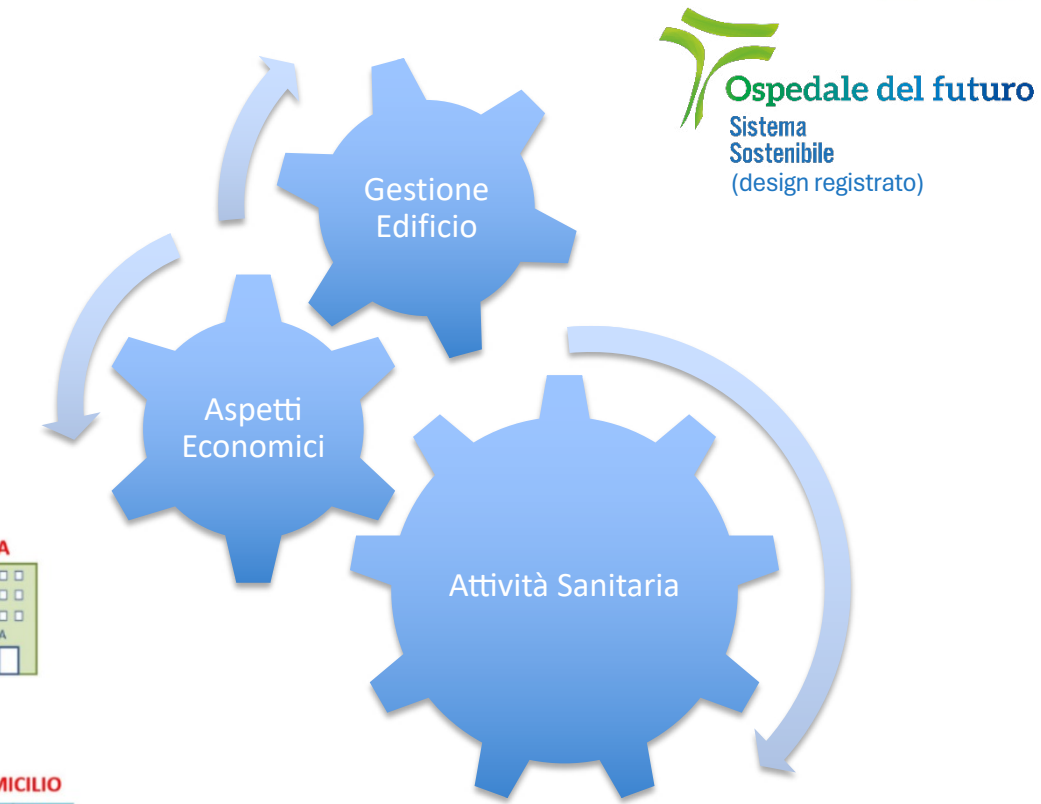 Ospedale del futuro
Sistema
Sostenibile
(design registrato)
Gestione
Edificio
Aspetti
Economici
Attività Sanitaria